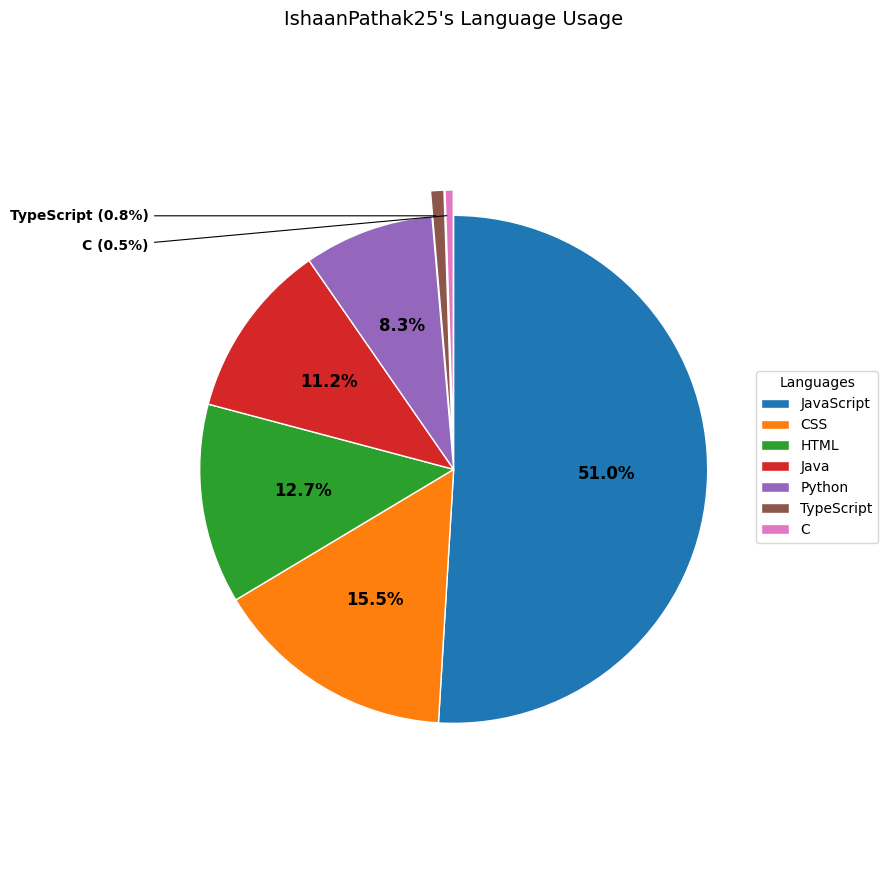 IshaanPathak25's Language Usage
TypeScript (0.8%)
C (0.5%)
8.3%
11.2%
12.7%
15.5%
51.0%
Languages
JavaScript
CSS
HTML
Java
Python
TypeScript
C